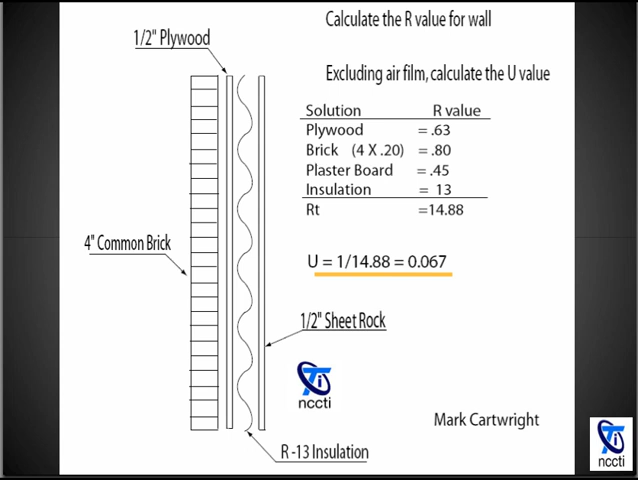 Calculate the R value for wall
1/2" Plywood
Excluding air film, calculate the U value
Solution R value
Plywood = .63
Brick (4 X .20) = .80
Plaster Board = .45
Insulation = 13
Rt =14.88
4" Common Brick
U = 1/14.88 = 0.067
1/2" Sheet Rock
Ti
nccti
Mark Cartwright
R -13 Insulation
Ti
nccti